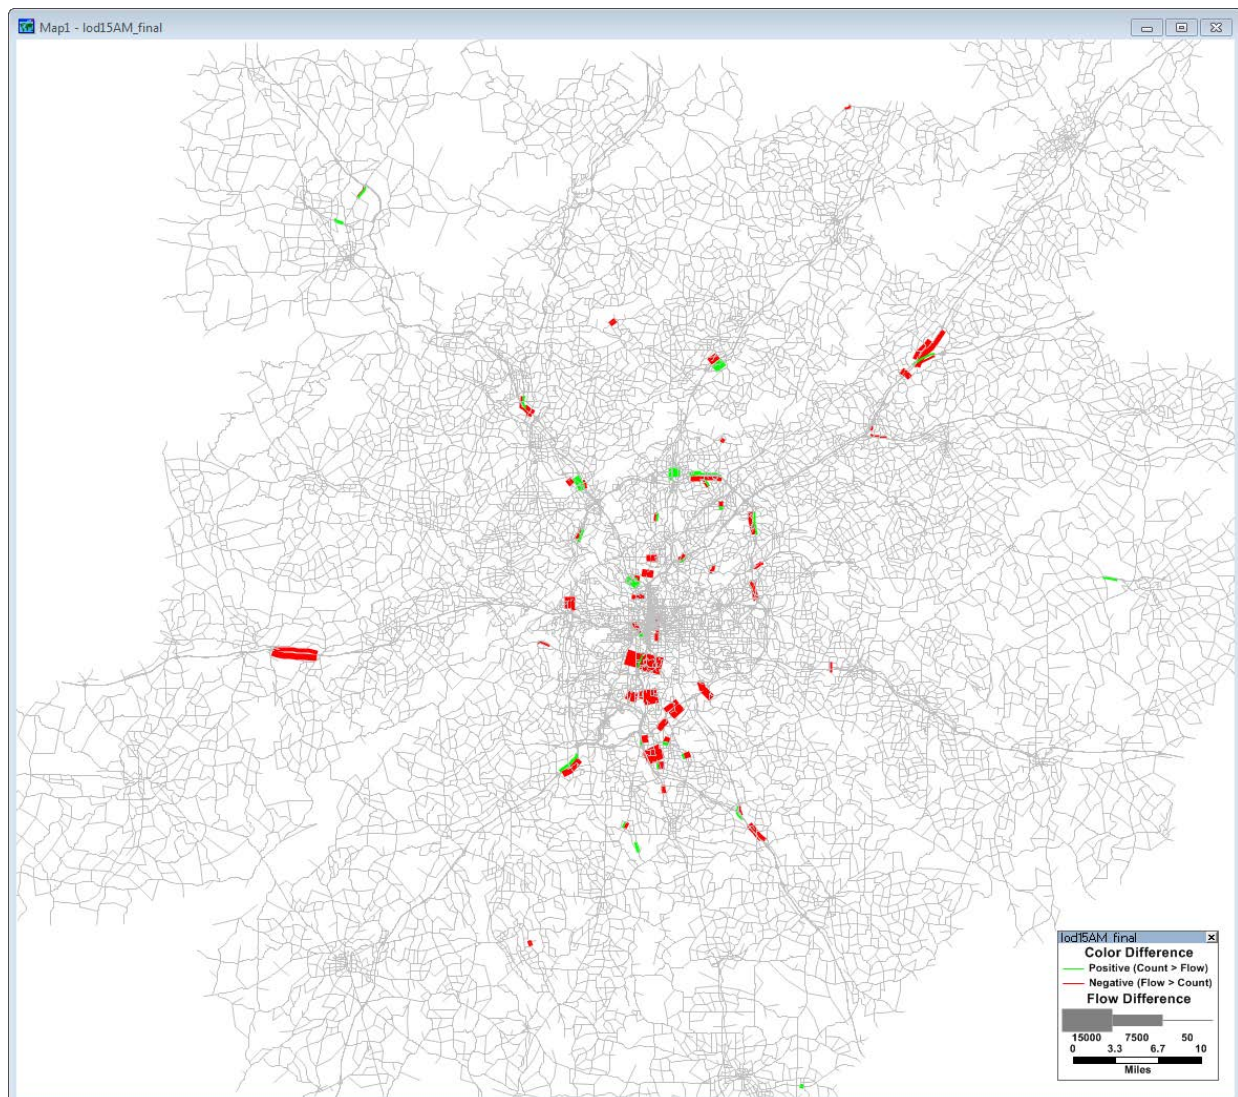 Map1 - lod15AM_final
lod15AM_final
Color Difference
Positive (Count > Flow)
Negative (Flow > Count)
Flow Difference
15000 7500 50
0 3.3 6.7 10
Miles